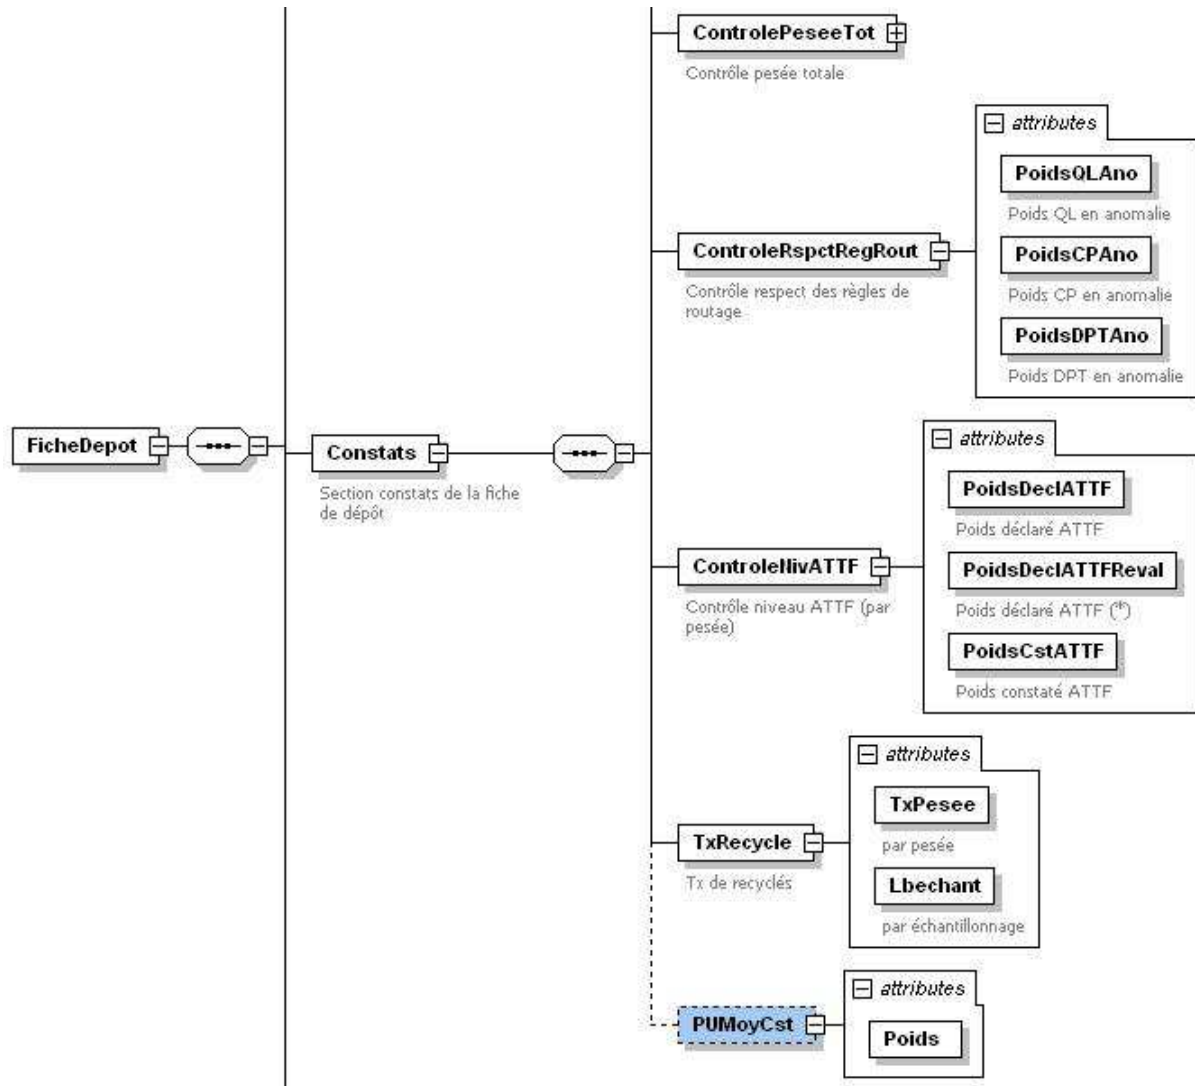 ControlePeseeTot
Contrôle pesée totale
attributes
PoidsQLAno
Poids QL en anomalie
ControleRspctRegRout
Contrôle respect des règles de
routage
PoidsCPAno
Poids CP en anomalie
PoidsDPTAno
Poids DPT en anomalie
FicheDepot
Constats
Section constats de la fiche
de dépôt
attributes
PoidsDeclATTF
Poids déclaré ATTF
ControleNivATTF
Contrôle niveau ATTF (par
pesée)
PoidsDeclATTFReval
Poids déclaré ATTF (*)
PoidsCstATTF
Poids constaté ATTF
attributes
TxPesee
par pesée
TxRecycle
Tx de recyclés
Lbechant
par échantillonnage
attributes
PUMoyCst
Poids